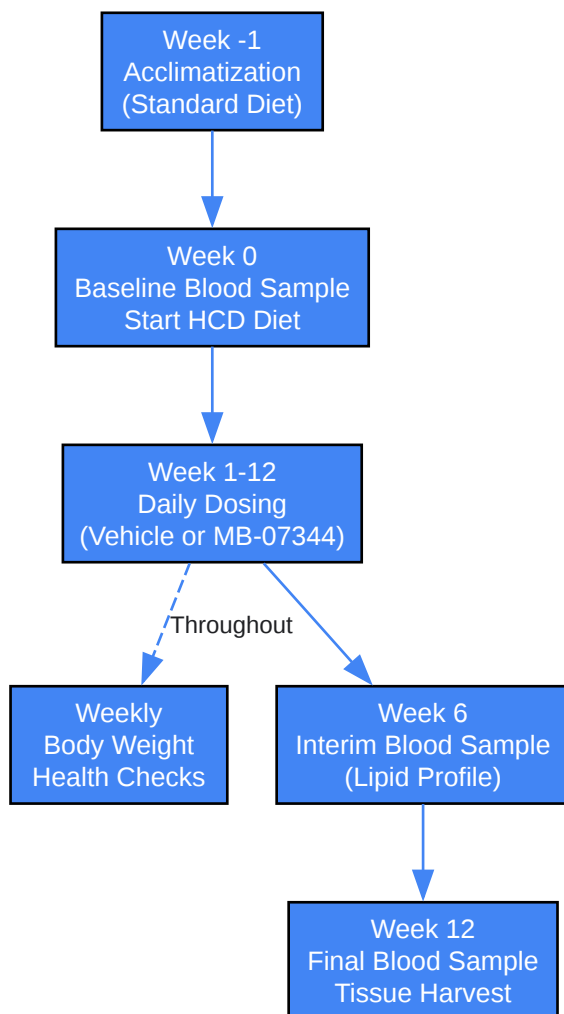 Week -1
Acclimatization
(Standard Diet)
Week 0
Baseline Blood Sample
Start HCD Diet
Week 1-12
Daily Dosing
(Vehicle or MB-07344)
Throughout
Weekly
Body Weight
Health Checks
Week 6
Interim Blood Sample
(Lipid Profile)
Week 12
Final Blood Sample
Tissue Harvest